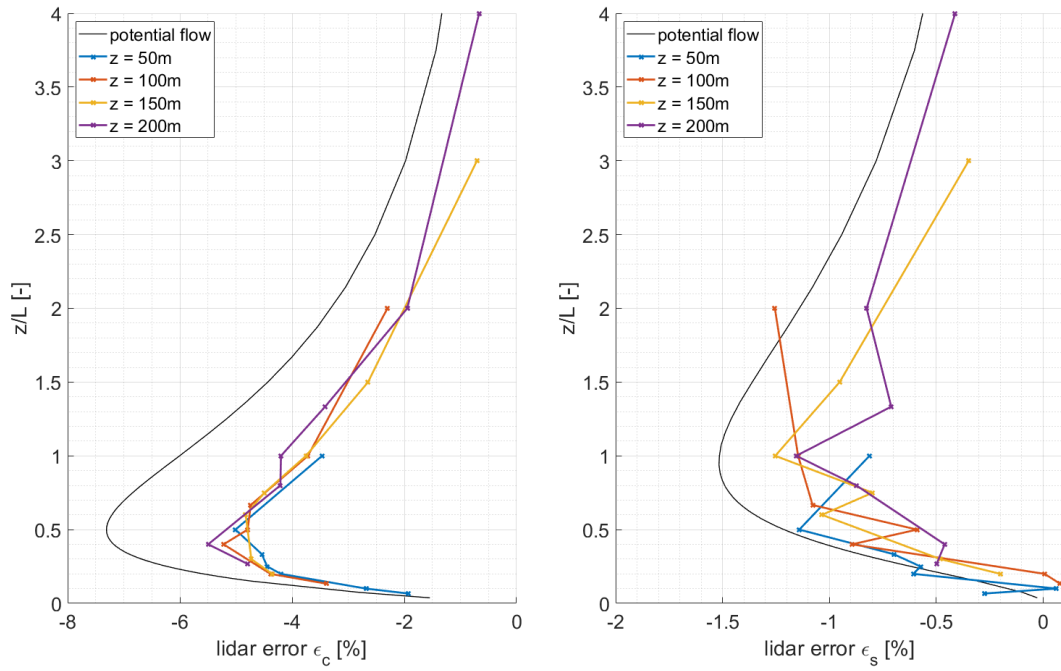 potential flow
z = 50m
z = 100m
z = 150m
z = 200m
4
3.5
3
2.5
2
1.5
1
0.5
0
z/L [-]
-8
-6
-4
-2
0
lidar error ϵ_c [%]
potential flow
z = 50m
z = 100m
z = 150m
z = 200m
4
3.5
3
2.5
2
1.5
1
0.5
0
z/L [-]
-2
-1.5
-1
-0.5
0
lidar error ϵ_s [%]